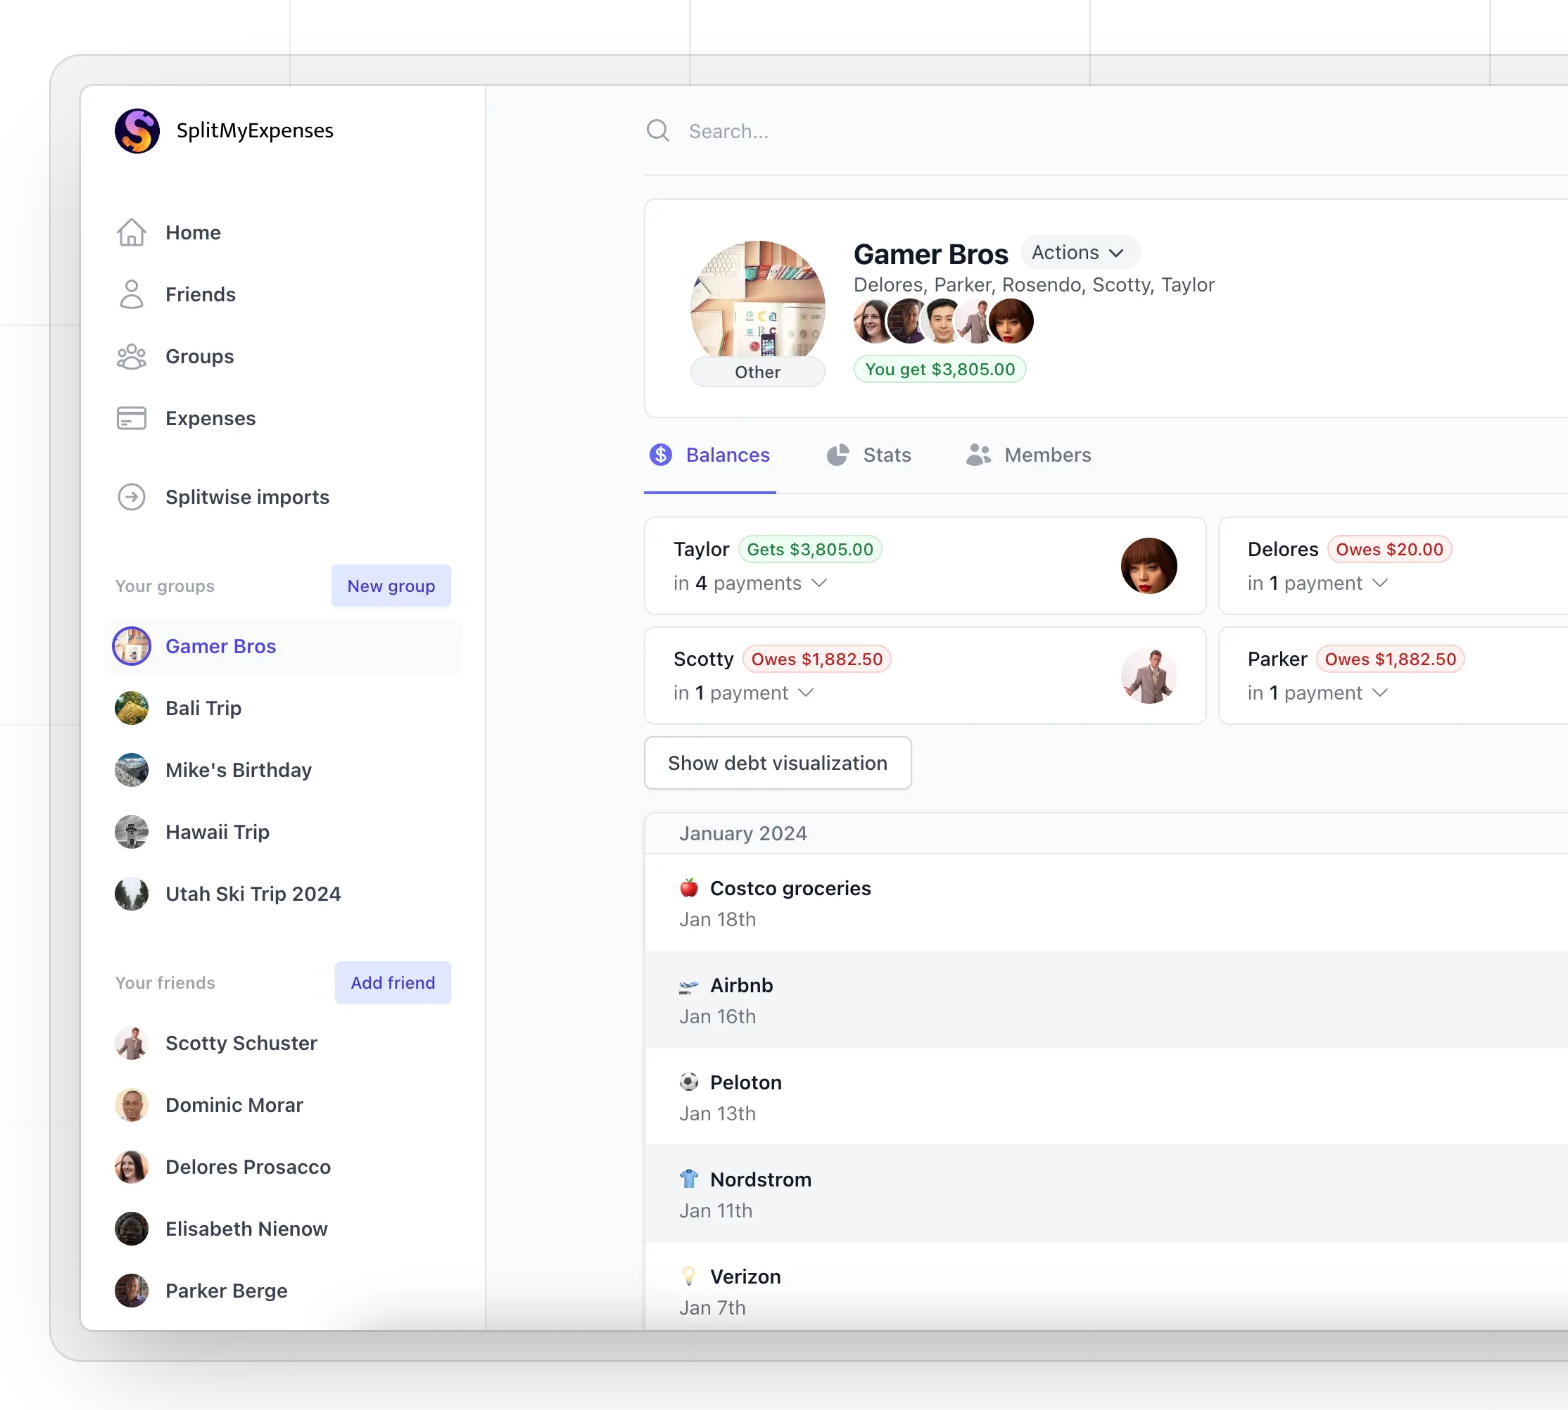 SplitMyExpenses
Home
Friends
Groups
Expenses
Splitwise imports
Your groups
New group
Gamer Bros
Bali Trip
Mike's Birthday
Hawaii Trip
Utah Ski Trip 2024
Your friends
Add friend
Scotty Schuster
Dominic Morar
Delores Prosacco
Elisabeth Nienow
Parker Berge
Search...
Other
Gamer Bros Actions
Delores, Parker, Rosendo, Scotty, Taylor
You get $3,805.00
Balances Stats Members
Taylor Gets $3,805.00
in 4 payments
Delores Owes $20.00
in 1 payment
Scotty Owes $1,882.50
in 1 payment
Parker Owes $1,882.50
in 1 payment
Show debt visualization
January 2024
Costco groceries
Jan 18th
Airbnb
Jan 16th
Peloton
Jan 13th
Nordstrom
Jan 11th
Verizon
Jan 7th